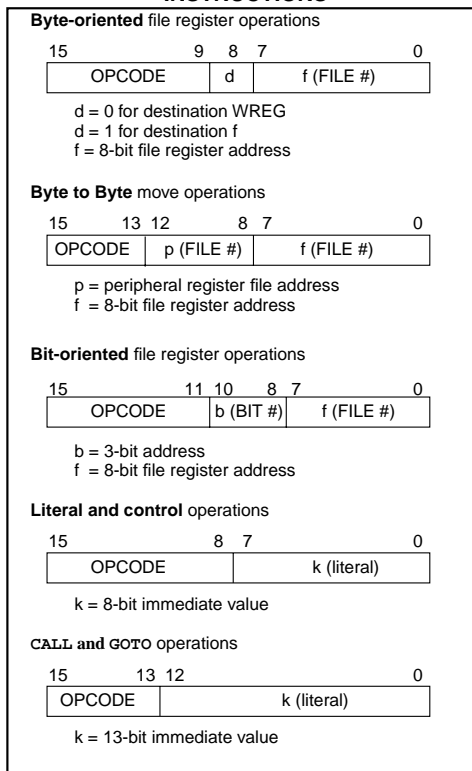 Byte-oriented file register operations
15 9 8 7 0
OPCODE d f (FILE #)
d = 0 for destination WREG
d = 1 for destination f
f = 8-bit file register address
Byte to Byte move operations
15 13 12 8 7 0
OPCODE p (FILE #) f (FILE #)
p = peripheral register file address
f = 8-bit file register address
Bit-oriented file register operations
15 11 10 8 7 0
OPCODE b (BIT #) f (FILE #)
b = 3-bit address
f = 8-bit file register address
Literal and control operations
15 8 7 0
OPCODE k (literal)
k = 8-bit immediate value
CALL and GOTO operations
15 13 12 0
OPCODE k (literal)
k = 13-bit immediate value